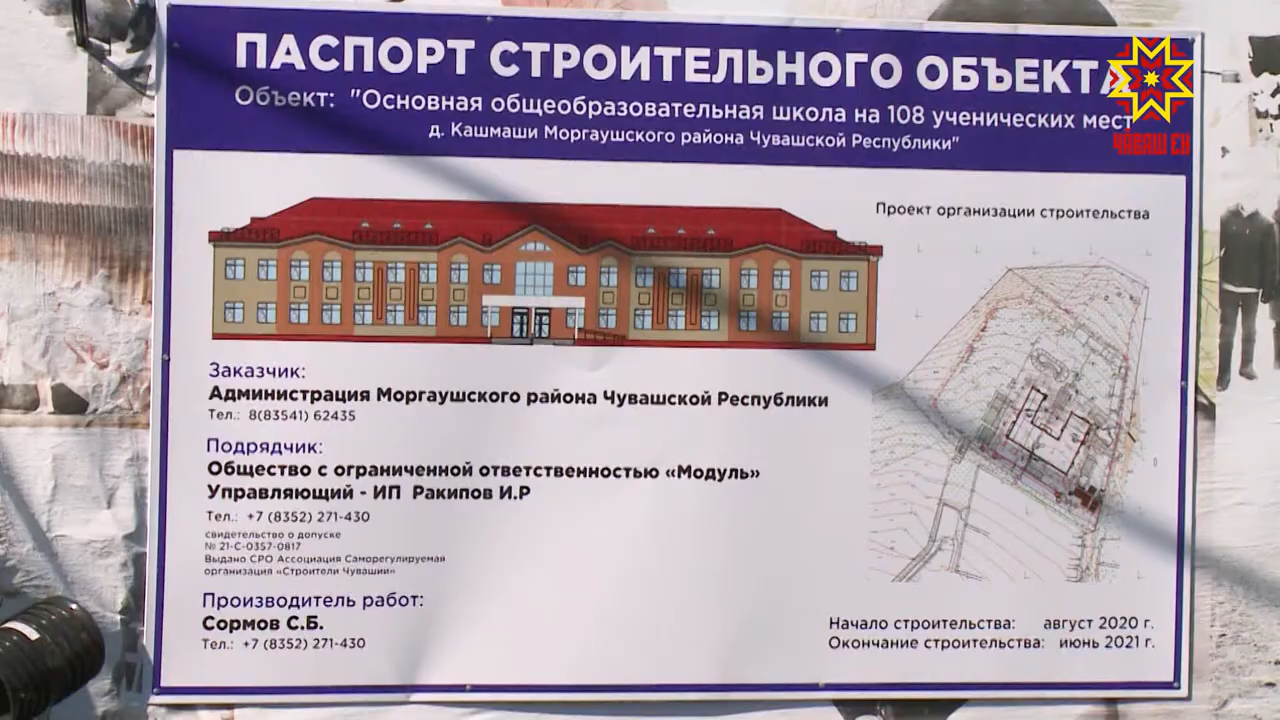 ПАСПОРТ СТРОИТЕЛЬНОГО ОБЪЕКТА
Объект: "Основная общеобразовательная школа на 108 ученических мест
д. Кашмаши Моргаушского района Чувашской Республики"
ЧӐВАШ ЕН
Проект организации строительства
Заказчик:
Администрация Моргаушского района Чувашской Республики
Тел.: 8(83541) 62435
Подрядчик:
Общество с ограниченной ответственностью «Модуль»
Управляющий - ИП Ракипов И.Р
Тел.: +7 (8352) 271-430
свидетельство о допуске
№ 21-С-0357-0817
Выдано СРО Ассоциация Саморегулируемая
организация «Строители Чувашии»
Производитель работ:
Сормов С.Б.
Тел.: +7 (8352) 271-430
Начало строительства: август 2020 г.
Окончание строительства: июнь 2021 г.